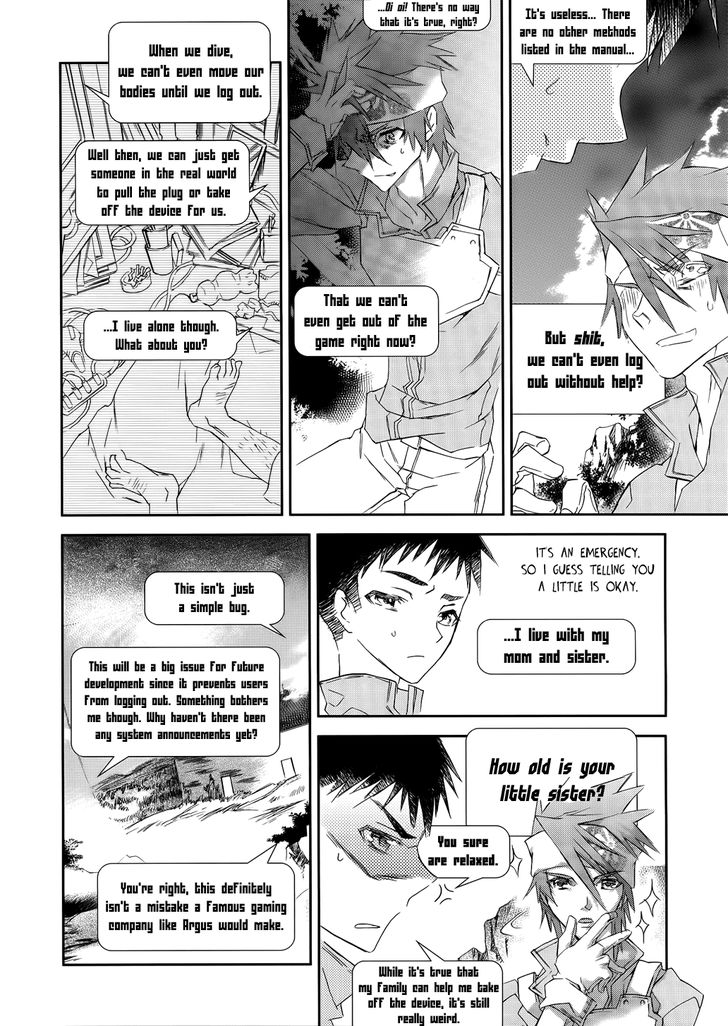 It's useless... There
are no other methods
listed in the manual...
But shit,
we can't even log
out without help?
...Oi oi! There's no way
that it's true, right?
That we can't
even get out of the
game right now?
When we dive,
we can't even move our
bodies until we log out.
Well then, we can just get
someone in the real world
to pull the plug or take
off the device for us.
...I live alone though.
What about you?
IT'S AN EMERGENCY.
SO I GUESS TELLING YOU
A LITTLE IS OKAY.
...I live with my
mom and sister.
How old is your
little sister?
You sure
are relaxed.
While it's true that
my family can help me take
off the device, it's still
really weird.
This isn't just
a simple bug.
This will be a big issue for future
development since it prevents users
from logging out. Something bothers
me though. Why haven't there been
any system announcements yet?
You're right, this definitely
isn't a mistake a famous gaming
company like Argus would make.